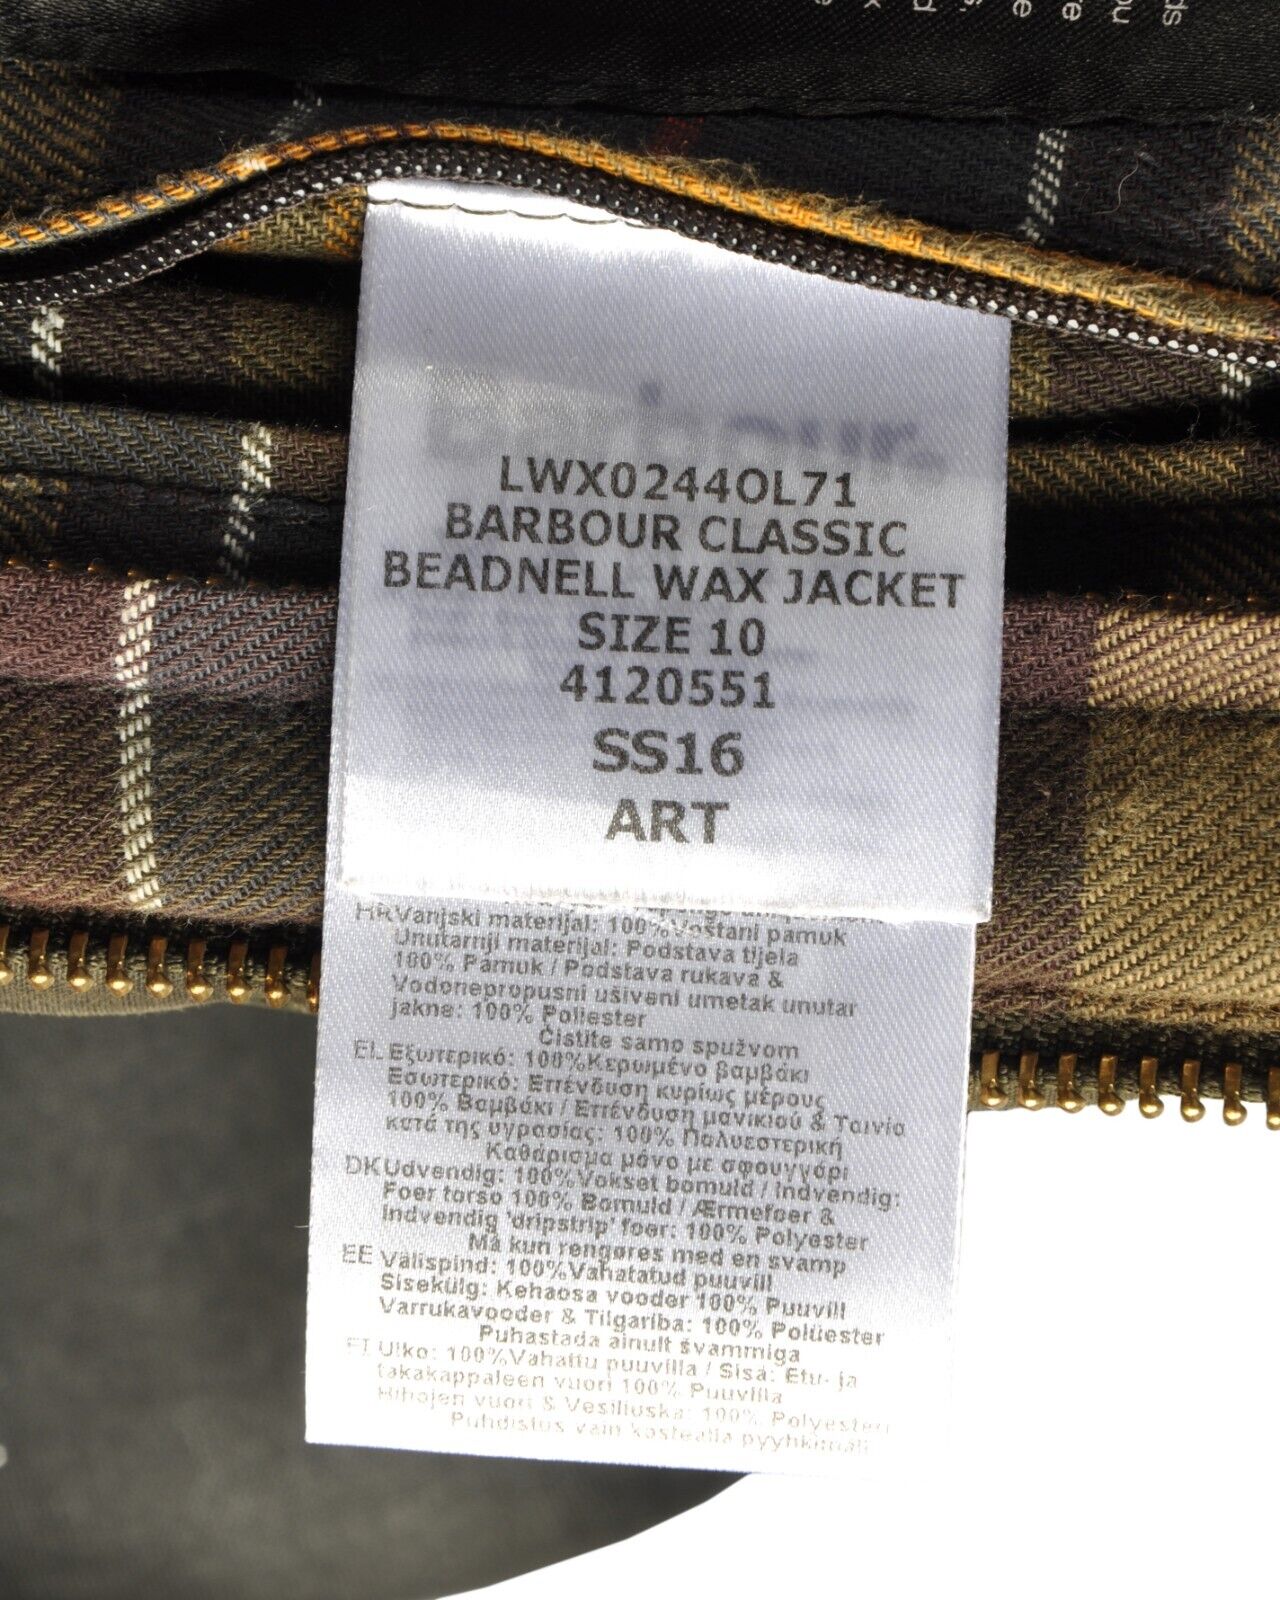 LWX0244OL71
BARBOUR CLASSIC
BEADNELL WAX JACKET
SIZE 10
4120551
SS16
ART
HR Vanjski materijal: 100% Voštani pamuk
Unutarnji materijal: Podstava tijela
100% Pamuk / Podstava rukava &
Vodonepropusni ušiveni umetak unutar
jakne: 100% Poliester
Čistite samo spužvom
EL Εξωτερικό: 100%Κερωμένο βαμβάκι
Εσωτερικό: Επένδυση κυρίως μέρους
100% Βαμβάκι / Επένδυση μανικιού & Ταινία
κατά της υγρασίας: 100% Πολυεστερική
Καθάρισμα μόνο με σφουγγάρι
DK Udvendig: 100%Vokset bomuld / Indvendig:
Foer torso 100% Bomuld / Ærmefoer &
Indvendig 'dripstrip' foer: 100% Polyester
Må kun rengøres med en svamp
EE Välispind: 100%Vahatatud puuvill
Sisekülg: Kehaosa vooder 100% Puuvill
Varrukavooder & Tilgariba: 100% Polüester
Puhastada ainult švammiga
FI Ulko: 100%Vahattu puuvilla / Sisä: Etu- ja
takakappaleen vuori 100% Puuvilla
Hihojen vuori & Vesiliuska: 100% Polyesteri
Puhdistus vain kostealla pyyhkimällä